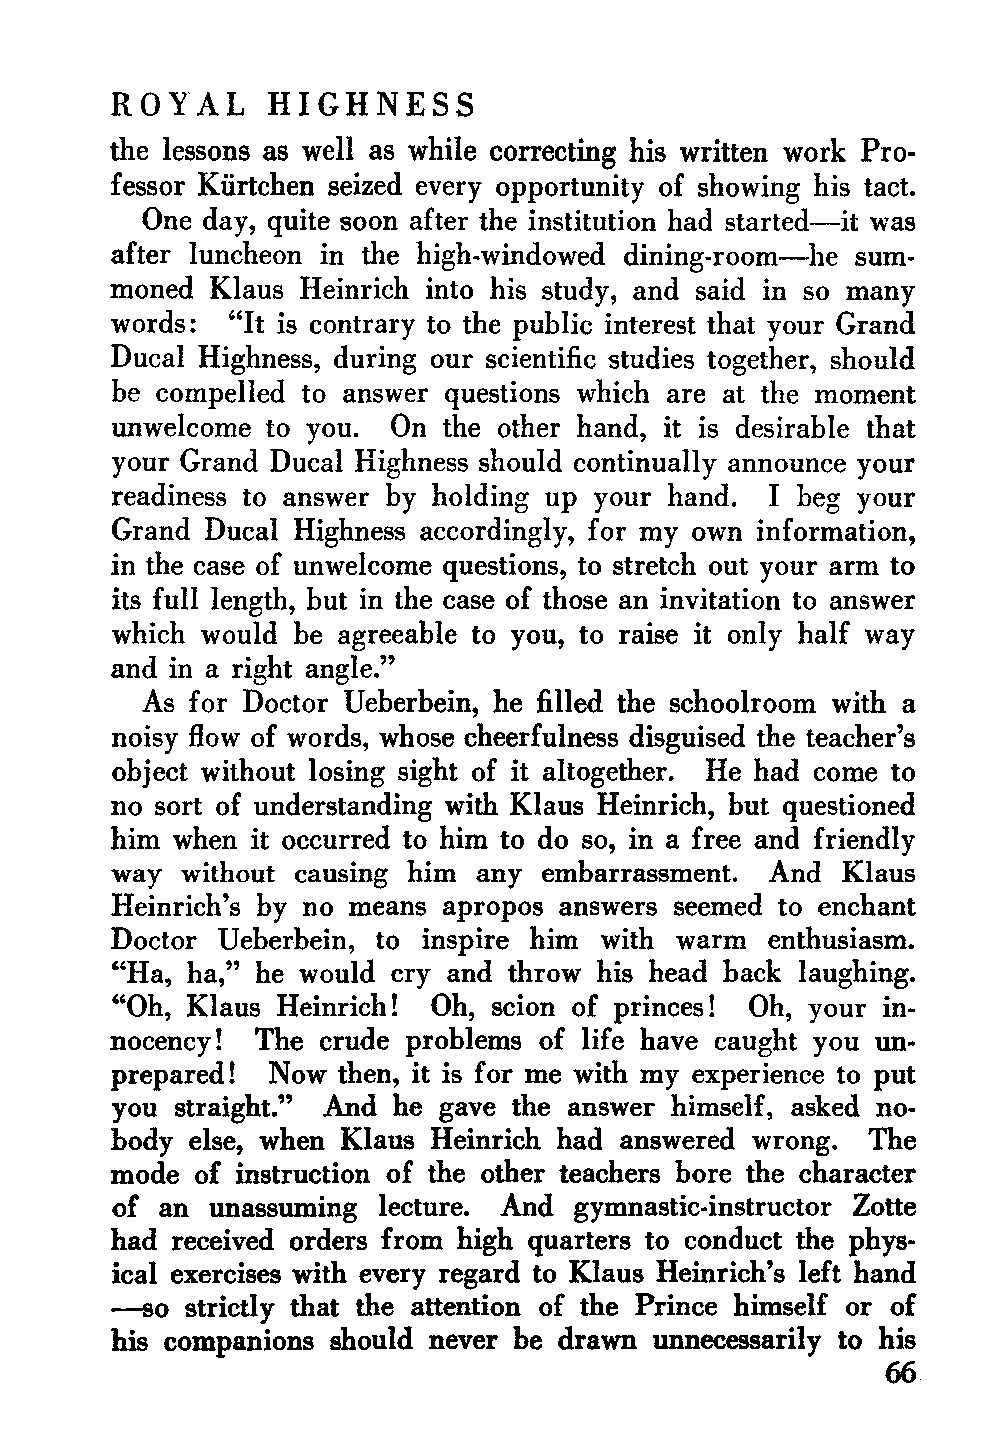 ROYAL HIGHNESS
the lessons as well as while correcting his written work Pro-
fessor Kürtchen seized every opportunity of showing his tact.
One day, quite soon after the institution had started—it was
after luncheon in the high-windowed dining-room—he sum-
moned Klaus Heinrich into his study, and said in so many
words: “It is contrary to the public interest that your Grand
Ducal Highness, during our scientific studies together, should
be compelled to answer questions which are at the moment
unwelcome to you. On the other hand, it is desirable that
your Grand Ducal Highness should continually announce your
readiness to answer by holding up your hand. I beg your
Grand Ducal Highness accordingly, for my own information,
in the case of unwelcome questions, to stretch out your arm to
its full length, but in the case of those an invitation to answer
which would be agreeable to you, to raise it only half way
and in a right angle.”
As for Doctor Ueberbein, he filled the schoolroom with a
noisy flow of words, whose cheerfulness disguised the teacher’s
object without losing sight of it altogether. He had come to
no sort of understanding with Klaus Heinrich, but questioned
him when it occurred to him to do so, in a free and friendly
way without causing him any embarrassment. And Klaus
Heinrich’s by no means apropos answers seemed to enchant
Doctor Ueberbein, to inspire him with warm enthusiasm.
“Ha, ha,” he would cry and throw his head back laughing.
“Oh, Klaus Heinrich! Oh, scion of princes! Oh, your in-
nocency! The crude problems of life have caught you un-
prepared! Now then, it is for me with my experience to put
you straight.” And he gave the answer himself, asked no-
body else, when Klaus Heinrich had answered wrong. The
mode of instruction of the other teachers bore the character
of an unassuming lecture. And gymnastic-instructor Zotte
had received orders from high quarters to conduct the phys-
ical exercises with every regard to Klaus Heinrich’s left hand
—so strictly that the attention of the Prince himself or of
his companions should never be drawn unnecessarily to his
66